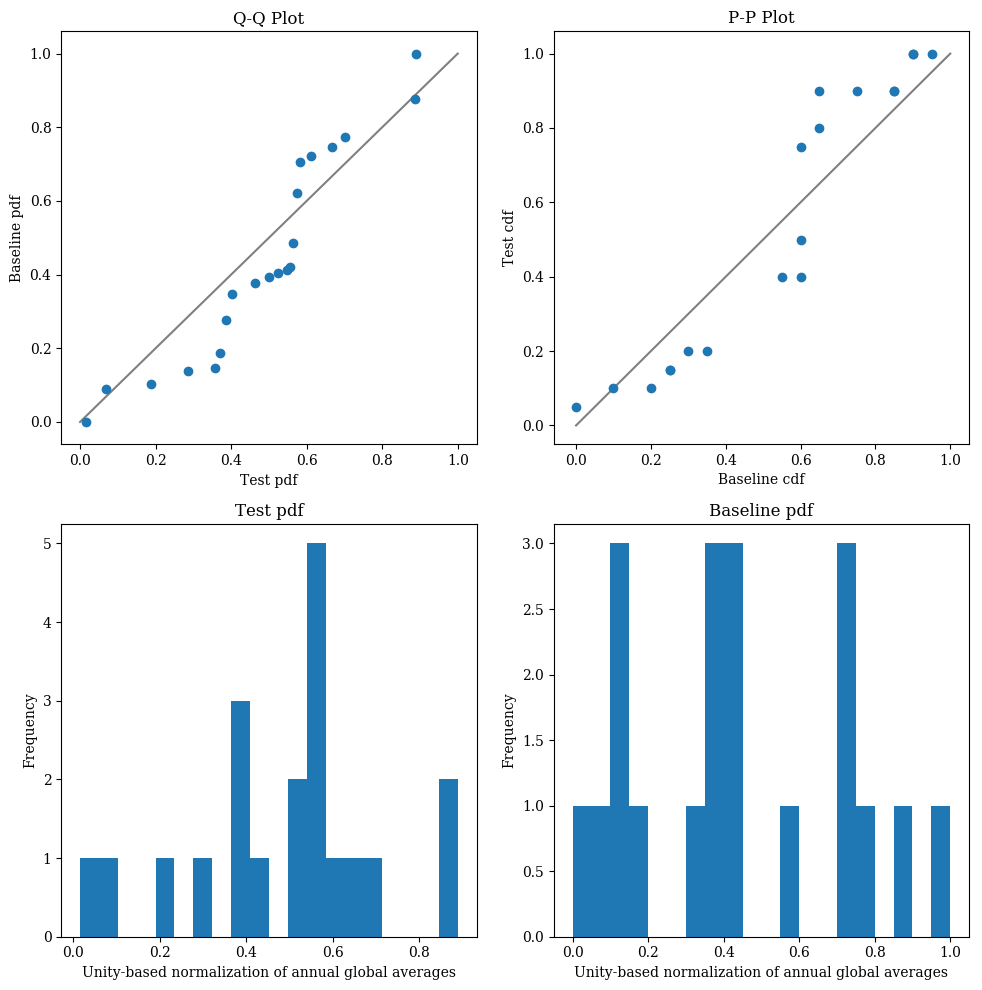 Q-Q Plot
1.0
0.8
0.6
0.4
0.2
0.0
Baseline pdf
0.0 0.2 0.4 0.6 0.8 1.0
Test pdf
P-P Plot
1.0
0.8
0.6
0.4
0.2
0.0
Test cdf
0.0 0.2 0.4 0.6 0.8 1.0
Baseline cdf
Test pdf
5
4
3
2
1
0
Frequency
0.0 0.2 0.4 0.6 0.8
Unity-based normalization of annual global averages
Baseline pdf
3.0
2.5
2.0
1.5
1.0
0.5
0.0
Frequency
0.0 0.2 0.4 0.6 0.8 1.0
Unity-based normalization of annual global averages